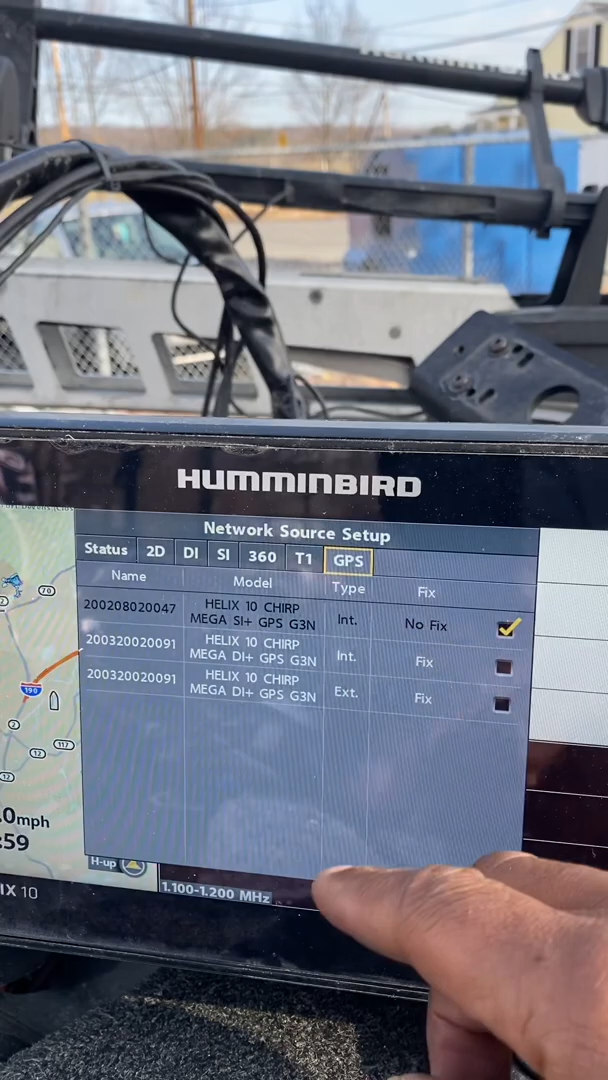 HUMMINBIRD
Network Source Setup
Status 2D DI SI 360 T1 GPS
Name Model Type Fix
200208020047 HELIX 10 CHIRP MEGA SI+ GPS G3N Int. No Fix
200320020091 HELIX 10 CHIRP MEGA DI+ GPS G3N Int. Fix
200320020091 HELIX 10 CHIRP MEGA DI+ GPS G3N Ext. Fix
70
2
190
2
12
117
12
.0mph
:59
H-up
1.100-1.200 MHz
IX 10